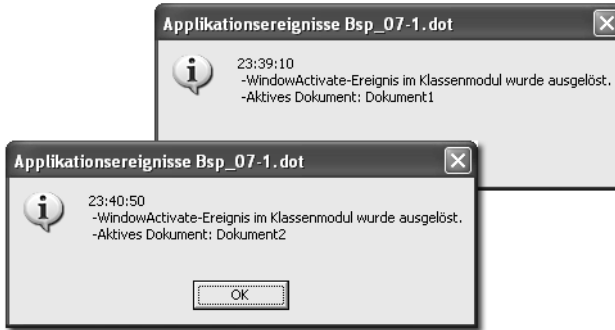 Applikationsereignisse Bsp_07-1.dot
23:39:10
-WindowActivate-Ereignis im Klassenmodul wurde ausgelöst.
-Aktives Dokument: Dokument1
Applikationsereignisse Bsp_07-1.dot
23:40:50
-WindowActivate-Ereignis im Klassenmodul wurde ausgelöst.
-Aktives Dokument: Dokument2
OK